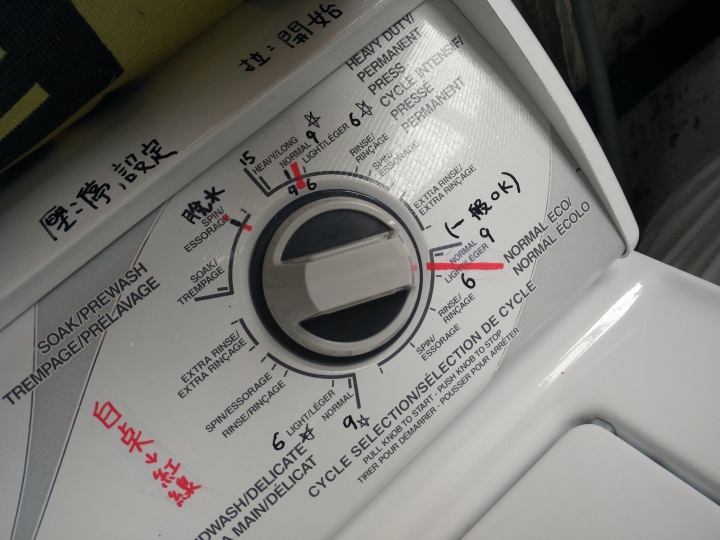 拉:開始
壓:停,設定
HEAVY DUTY/
PERMANENT
PRESS
CYCLE INTENSIF/
PRESSÉ
PERMANENT
15
HEAVY/LONG
NORMAL 9☆
LIGHT/LÉGER 6☆
9 6
RINSE/
RINÇAGE
SPIN/
ESSORAGE
EXTRA RINSE/
EXTRA RINÇAGE
(一般OK)
NORMAL 9
LIGHT/LÉGER
6
NORMAL ECO/
NORMAL ÉCOLO
RINSE/
RINÇAGE
SPIN/
ESSORAGE
脫水
SPIN/
ESSORAGE
SOAK/
TREMPAGE
SOAK/PREWASH
TREMPAGE/PRÉLAVAGE
EXTRA RINSE/
EXTRA RINÇAGE
SPIN/ESSORAGE
RINSE/RINÇAGE
LIGHT/LÉGER
6
NORMAL
9☆
DWASH/DELICATE
A MAIN/DÉLICAT
CYCLE SELECTION/SÉLECTION DE CYCLE
PULL KNOB TO START - PUSH KNOB TO STOP
TIRER POUR DÉMARRER - POUSSER POUR ARRÊTER
白尖→紅線